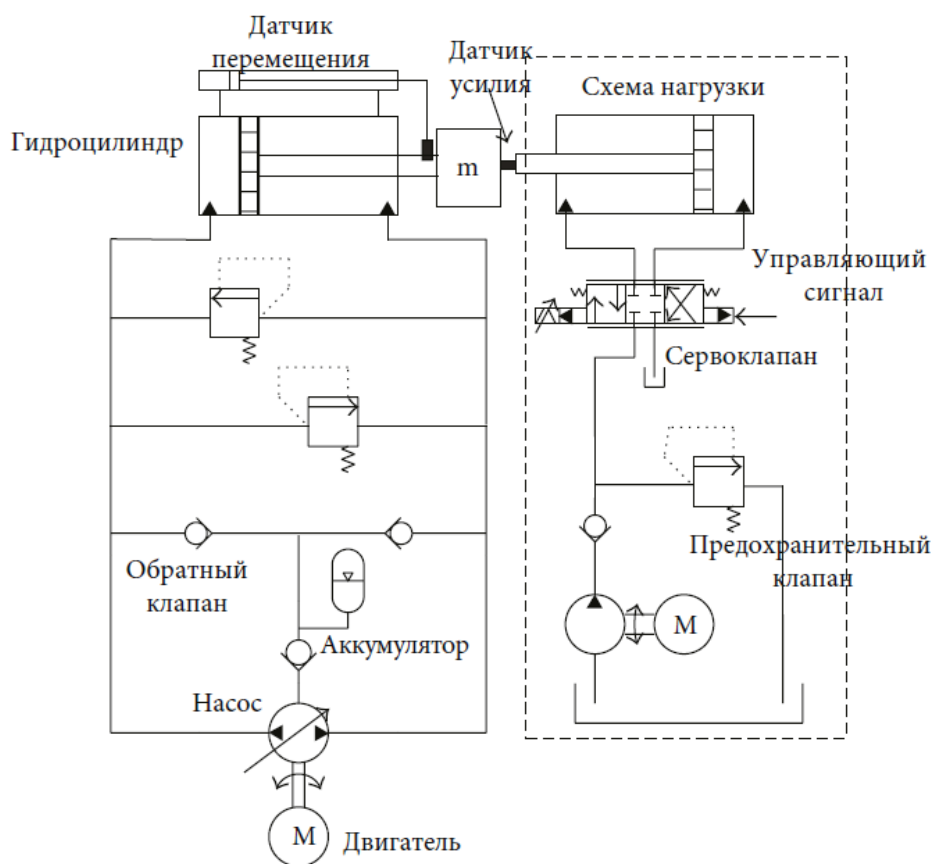 Датчик
перемещения
Датчик
усилия
Схема нагрузки
Гидроцилиндр
m
Управляющий
сигнал
Сервоклапан
Обратный
клапан
Предохранительный
клапан
Аккумулятор
M
Насос
M
Двигатель